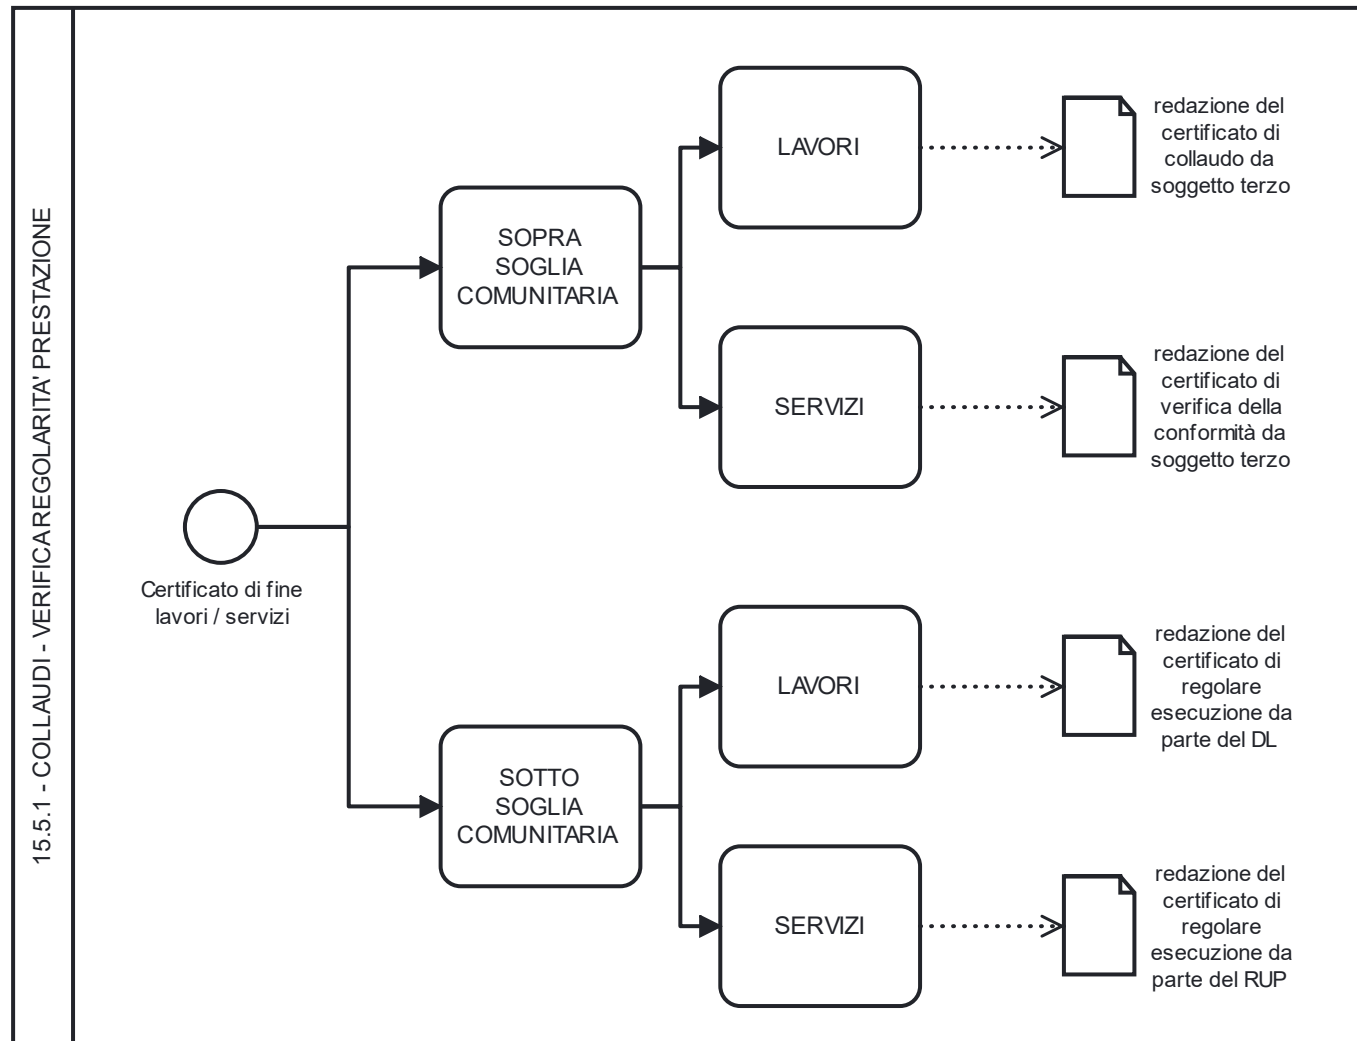 15.5.1 - COLLAUDI - VERIFICA REGOLARITA' PRESTAZIONE
Certificato di fine
lavori / servizi
SOPRA
SOGLIA
COMUNITARIA
LAVORI
redazione del
certificato di
collaudo da
soggetto terzo
SERVIZI
redazione del
certificato di
verifica della
conformità da
soggetto terzo
SOTTO
SOGLIA
COMUNITARIA
LAVORI
redazione del
certificato di
regolare
esecuzione da
parte del DL
SERVIZI
redazione del
certificato di
regolare
esecuzione da
parte del RUP